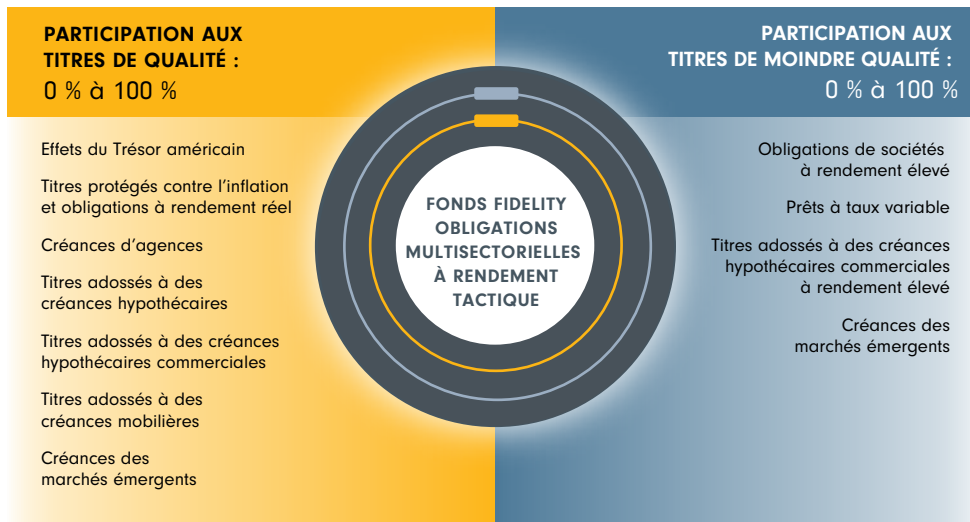 PARTICIPATION AUX
TITRES DE QUALITÉ :
0 % à 100 %
Effets du Trésor américain
Titres protégés contre l’inflation
et obligations à rendement réel
Créances d’agences
Titres adossés à des
créances hypothécaires
Titres adossés à des créances
hypothécaires commerciales
Titres adossés à des
créances mobilières
Créances des
marchés émergents
FONDS FIDELITY
OBLIGATIONS
MULTISECTORIELLES
À RENDEMENT
TACTIQUE
PARTICIPATION AUX
TITRES DE MOINDRE QUALITÉ :
0 % à 100 %
Obligations de sociétés
à rendement élevé
Prêts à taux variable
Titres adossés à des créances
hypothécaires commerciales
à rendement élevé
Créances des
marchés émergents